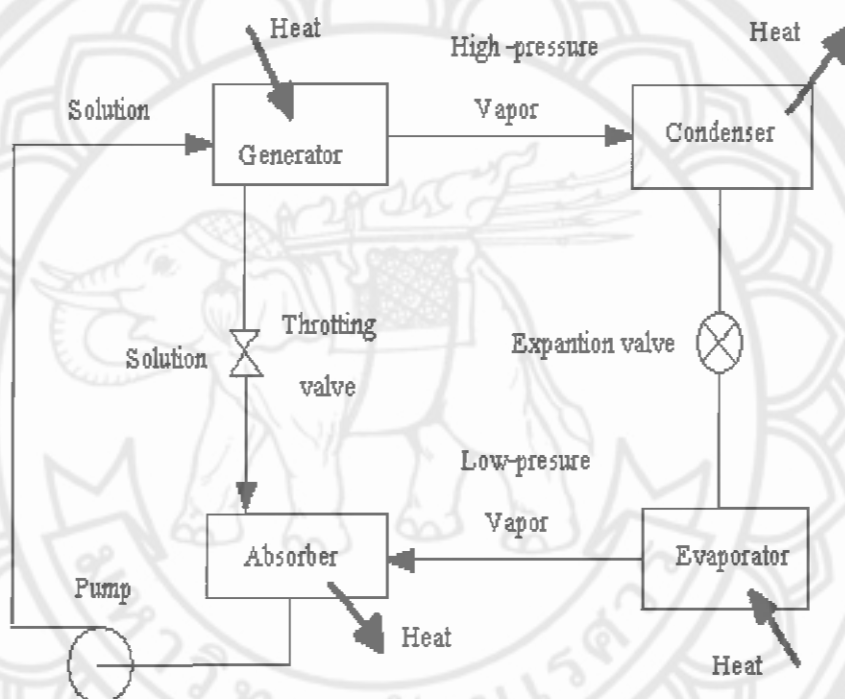 Heat
High -pressure
Heat
Solution
Vapor
Condenser
Generator
Throtting
Solution
Expantion valve
valve
Low-presure
Vapor
Absorber
Evaporator
Pump
Heat
Heat